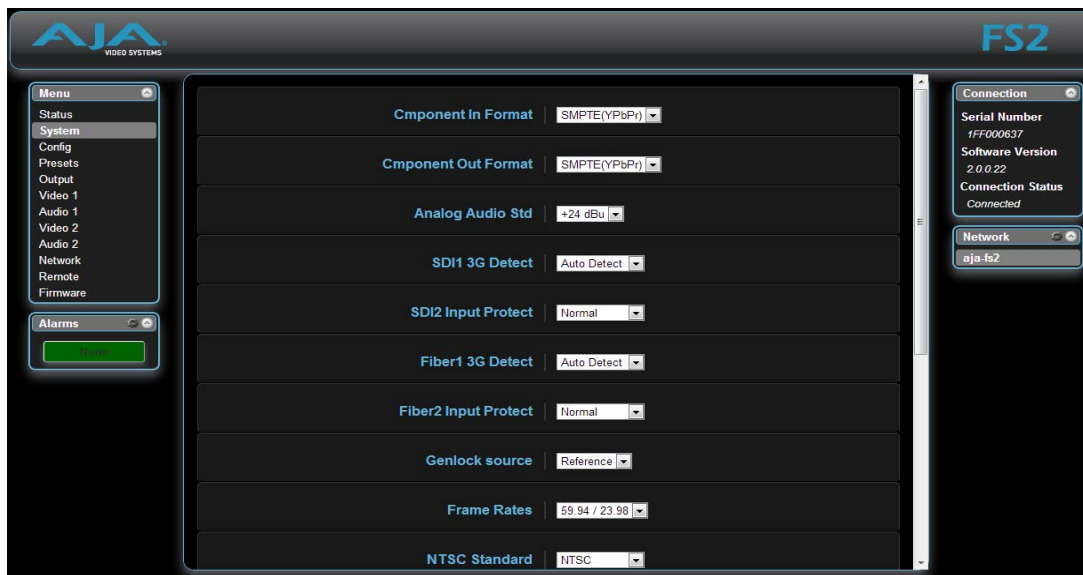 AJA
VIDEO SYSTEMS
FS2
Menu
Status
System
Config
Presets
Output
Video 1
Audio 1
Video 2
Audio 2
Network
Remote
Firmware
Alarms
None
Cmponent In Format SMPTE(YPbPr)
Cmponent Out Format SMPTE(YPbPr)
Analog Audio Std +24 dBu
SDI1 3G Detect Auto Detect
SDI2 Input Protect Normal
Fiber1 3G Detect Auto Detect
Fiber2 Input Protect Normal
Genlock source Reference
Frame Rates 59.94 / 23.98
NTSC Standard NTSC
Connection
Serial Number
1FF000637
Software Version
2.0.0.22
Connection Status
Connected
Network
aja-fs2